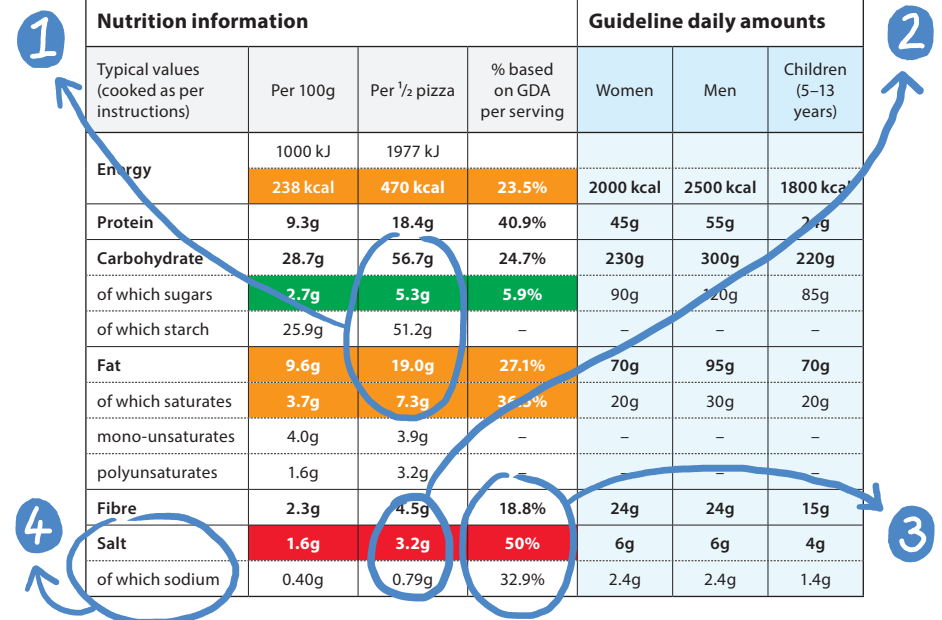 1
2
Nutrition information Guideline daily amounts
Typical values
(cooked as per
instructions)
Per 100g
Per ½ pizza
% based
on GDA
per serving
Women
Men
Children
(5–13
years)
Energy
1000 kJ 1977 kJ
238 kcal 470 kcal 23.5% 2000 kcal 2500 kcal 1800 kcal
Protein 9.3g 18.4g 40.9% 45g 55g 24g
Carbohydrate 28.7g 56.7g 24.7% 230g 300g 220g
of which sugars 2.7g 5.3g 5.9% 90g 120g 85g
of which starch 25.9g 51.2g – – – –
Fat 9.6g 19.0g 27.1% 70g 95g 70g
of which saturates 3.7g 7.3g 36.5% 20g 30g 20g
mono-unsaturates 4.0g 3.9g – – – –
polyunsaturates 1.6g 3.2g – – – –
Fibre 2.3g 4.5g 18.8% 24g 24g 15g
4
3
Salt 1.6g 3.2g 50% 6g 6g 4g
of which sodium 0.40g 0.79g 32.9% 2.4g 2.4g 1.4g